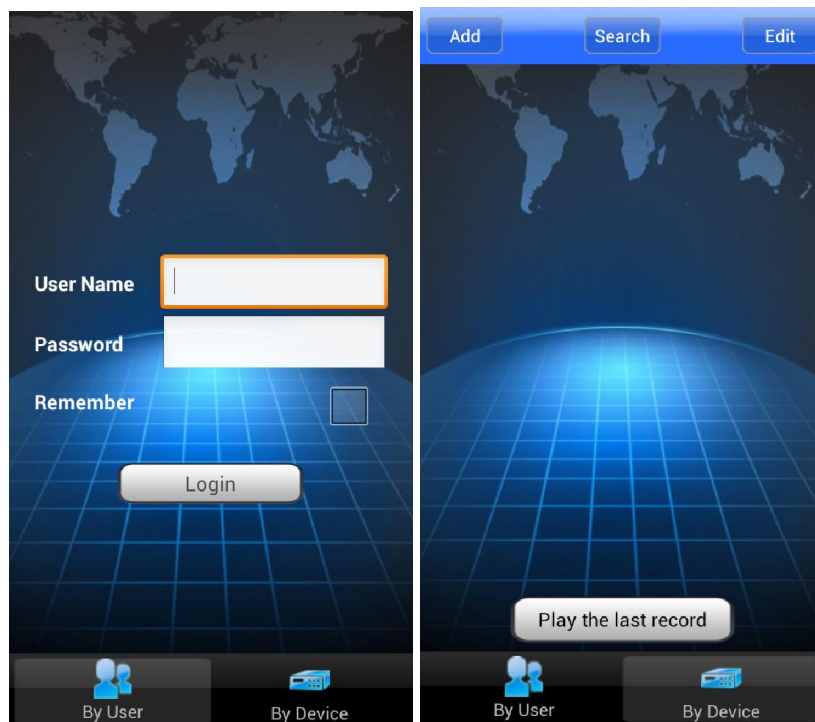 User Name
Password
Remember
Login
By User
By Device
Add
Search
Edit
Play the last record
By User
By Device